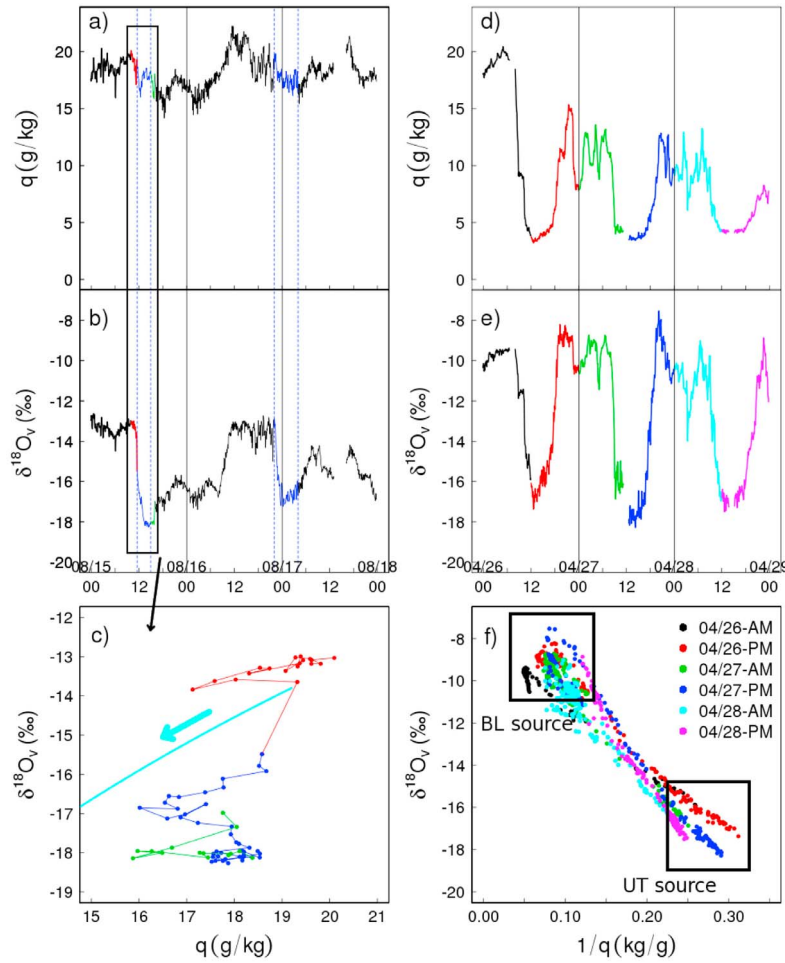 a)
20
15
10
5
0
q (g/kg)
b)
-8
-10
-12
-14
-16
-18
-20
δ¹⁸Oᵥ (‰)
08/15 08/16 08/17 08/18
00 12 00 12 00 12 00
c)
-12
-13
-14
-15
-16
-17
-18
-19
δ¹⁸Oᵥ (‰)
15 16 17 18 19 20 21
q (g/kg)
d)
20
15
10
5
0
q (g/kg)
e)
-8
-10
-12
-14
-16
-18
-20
δ¹⁸Oᵥ (‰)
04/26 04/27 04/28 04/29
00 12 00 12 00 12 00
f)
-8
-10
-12
-14
-16
-18
-20
δ¹⁸Oᵥ (‰)
04/26-AM
04/26-PM
04/27-AM
04/27-PM
04/28-AM
04/28-PM
BL source
UT source
0.00 0.10 0.20 0.30
1/q (kg/g)